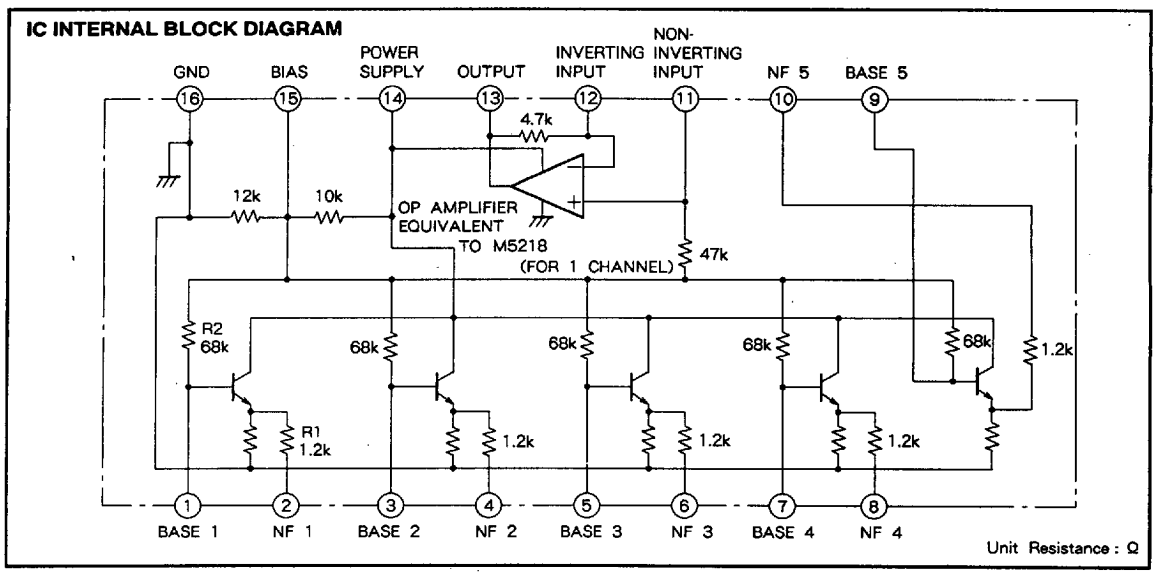 IC INTERNAL BLOCK DIAGRAM
GND
BIAS
POWER
SUPPLY
OUTPUT
INVERTING
INPUT
NON-
INVERTING
INPUT
NF 5
BASE 5
16
15
14
13
12
11
10
9
4.7k
−
+
12k
10k
OP AMPLIFIER
EQUIVALENT
TO M5218
(FOR 1 CHANNEL)
47k
R2
68k
68k
68k
68k
68k
1.2k
R1
1.2k
1.2k
1.2k
1.2k
1
2
3
4
5
6
7
8
BASE 1
NF 1
BASE 2
NF 2
BASE 3
NF 3
BASE 4
NF 4
Unit Resistance : Ω